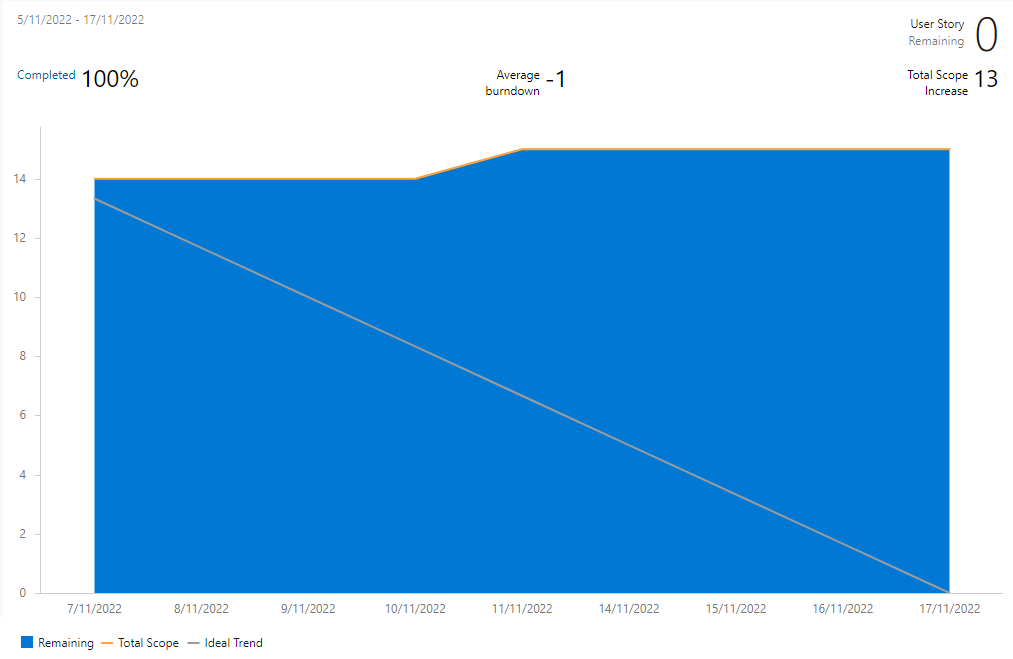 5/11/2022 - 17/11/2022
User Story
Remaining
0
Completed 100%
Average
burndown
-1
Total Scope
Increase
13
14
12
10
8
6
4
2
0
7/11/2022 8/11/2022 9/11/2022 10/11/2022 11/11/2022 14/11/2022 15/11/2022 16/11/2022 17/11/2022
Remaining Total Scope Ideal Trend